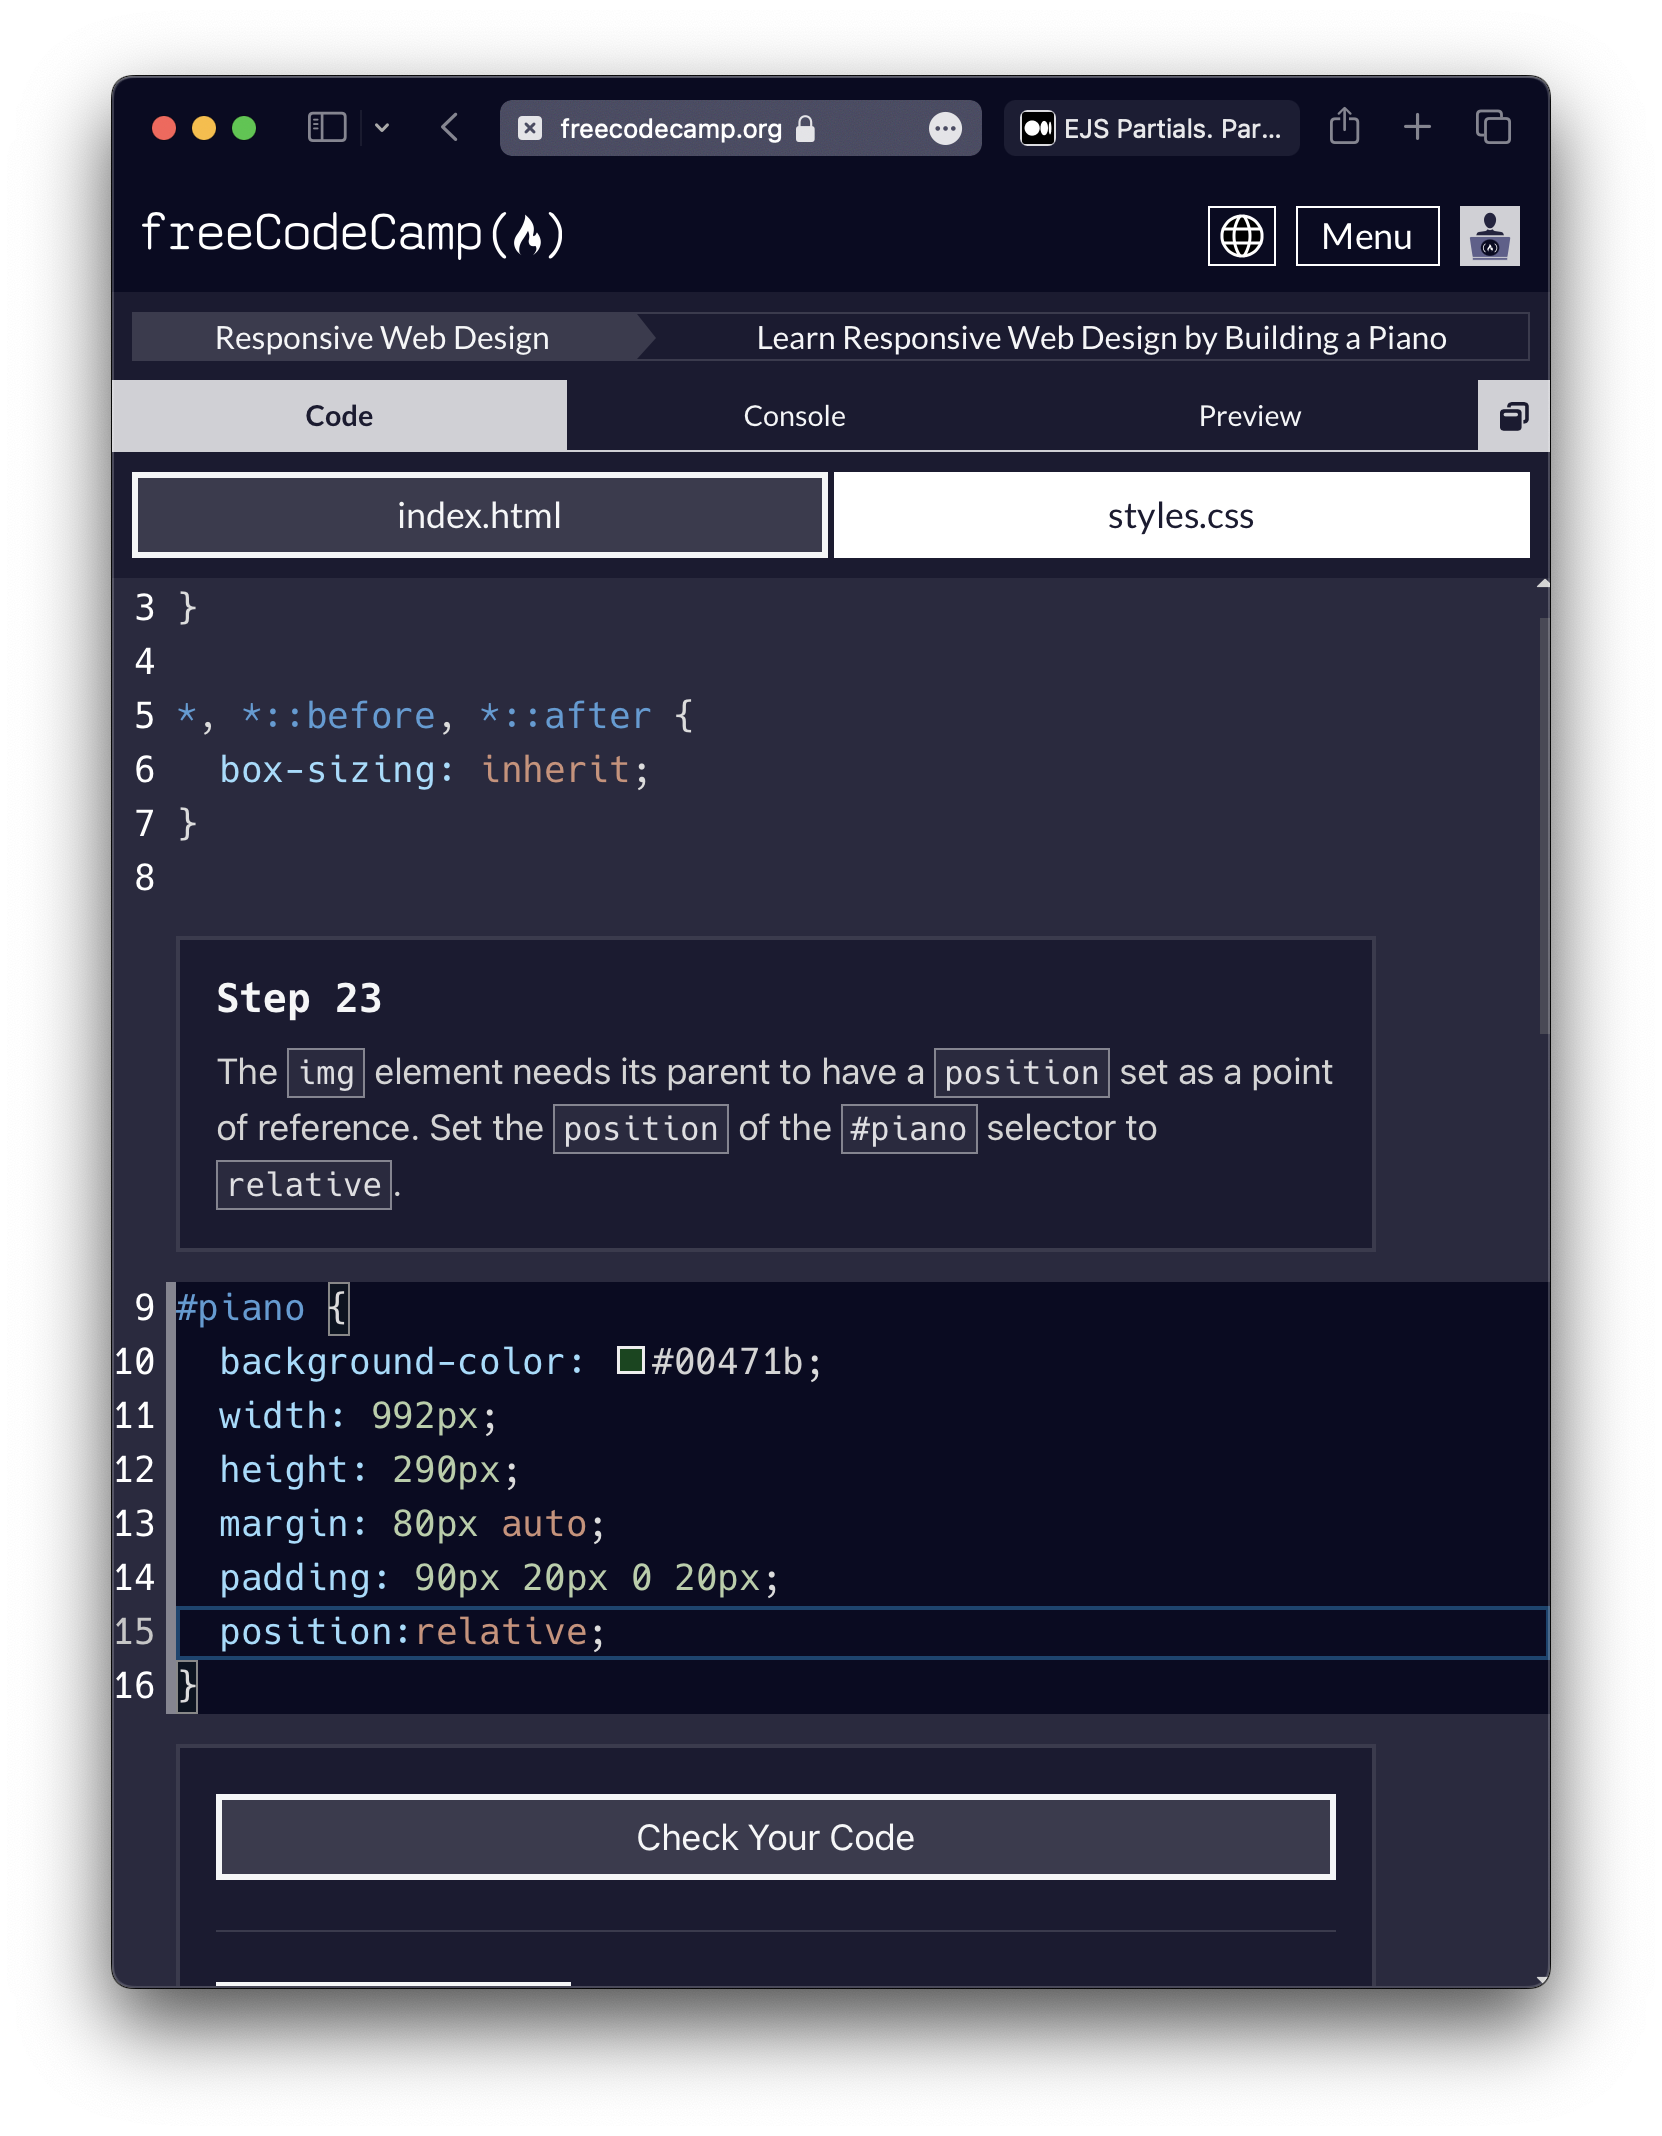 freecodecamp.org
EJS Partials. Par...
freeCodeCamp
Menu
Responsive Web Design
Learn Responsive Web Design by Building a Piano
Code
Console
Preview
index.html
styles.css
3 }
4
5 *, *::before, *::after {
6   box-sizing: inherit;
7 }
8
Step 23
The img element needs its parent to have a position set as a point
of reference. Set the position of the #piano selector to
relative.
9 #piano {
10   background-color: #00471b;
11   width: 992px;
12   height: 290px;
13   margin: 80px auto;
14   padding: 90px 20px 0 20px;
15   position:relative;
16 }
Check Your Code